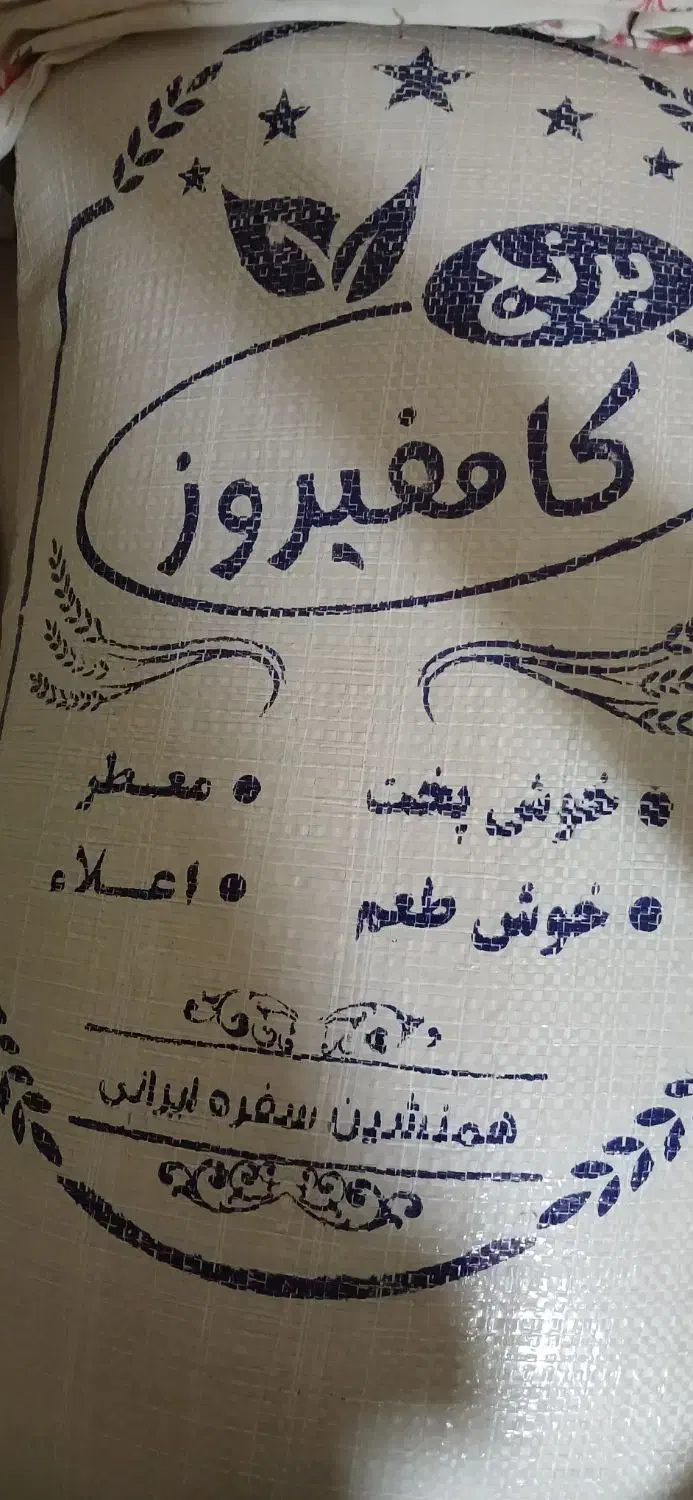 برنج
کامفیروز
• خوش پخت • معطر
• خوش طعم • اعلاء
همنشین سفره ایرانی